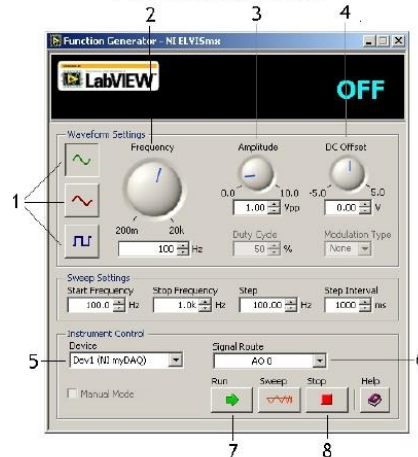 2 3 4
Function Generator - NI ELVISmx
LabVIEW
OFF
Waveform Settings
Frequency Amplitude DC Offset
1
0.0 10.0 -5.0 5.0
200m 20k 1.00 Vpp 0.00 V
Duty Cycle Modulation Type
100 Hz 50 % None
Sweep Settings
Start Frequency Stop Frequency Step Step Interval
100.0 Hz 1.0k Hz 100.00 Hz 1000 ms
Instrument Control
Device Signal Route
5 Dev1 (NI myDAQ) AO 0 6
Manual Mode Run Sweep Stop Help
7 8